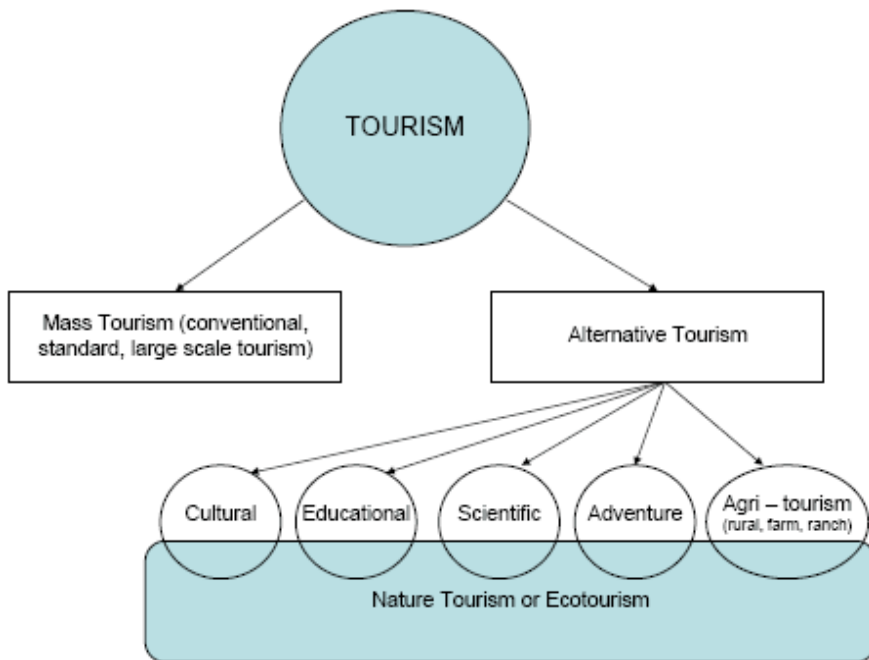 TOURISM
Mass Tourism (conventional,
standard, large scale tourism)
Alternative Tourism
Cultural
Educational
Scientific
Adventure
Agri – tourism
(rural, farm, ranch)
Nature Tourism or Ecotourism